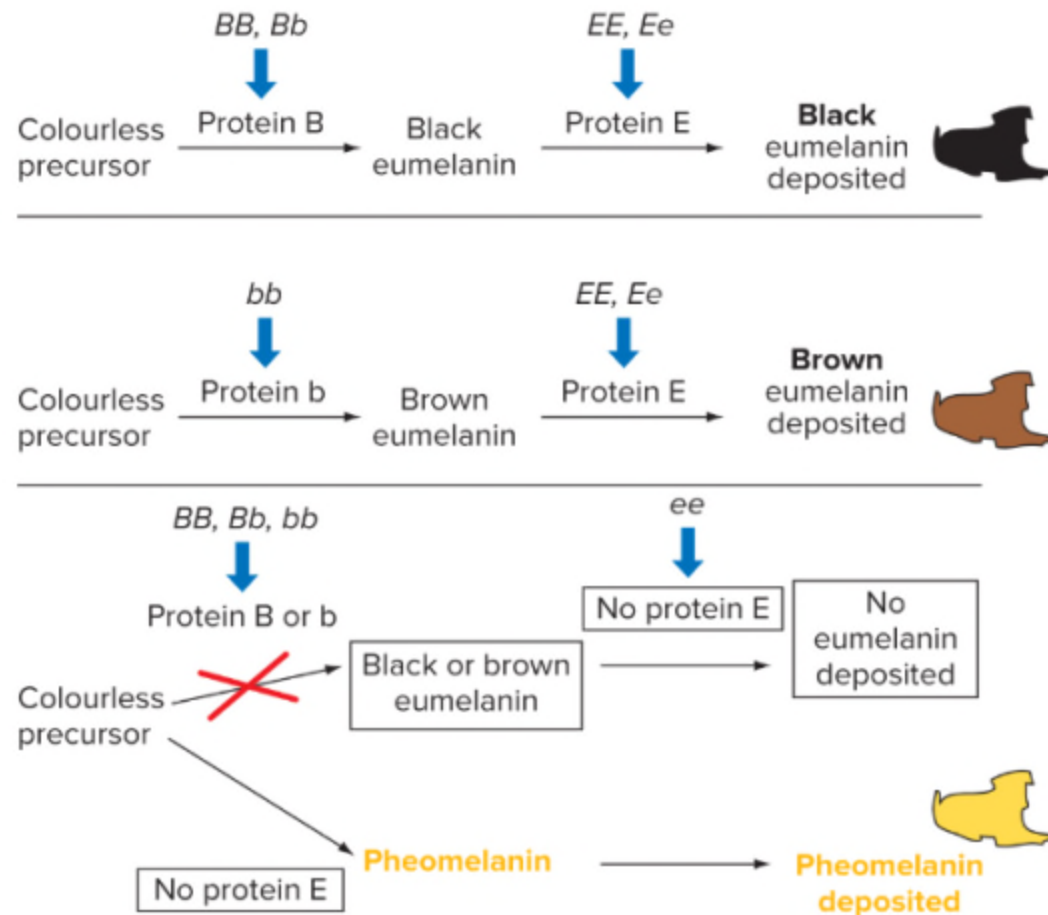 BB, Bb
EE, Ee
Colourless
precursor
Protein B
Black
eumelanin
Protein E
Black
eumelanin
deposited
bb
EE, Ee
Colourless
precursor
Protein b
Brown
eumelanin
Protein E
Brown
eumelanin
deposited
BB, Bb, bb
ee
Protein B or b
No protein E
No
eumelanin
deposited
Black or brown
eumelanin
Colourless
precursor
No protein E
Pheomelanin
Pheomelanin
deposited